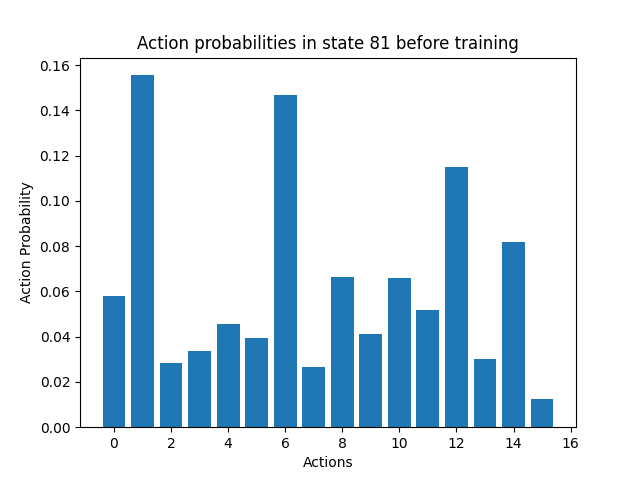 Action probabilities in state 81 before training
0.16
0.14
0.12
0.10
0.08
0.06
0.04
0.02
0.00
Action Probability
0 2 4 6 8 10 12 14 16
Actions